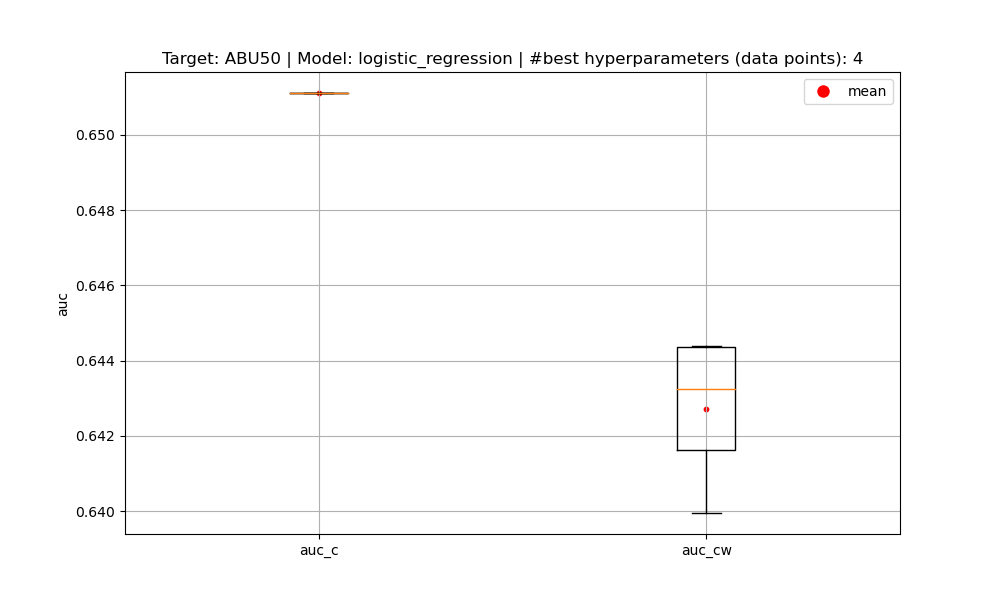 Target: ABU50 | Model: logistic_regression | #best hyperparameters (data points): 4
mean
0.650
0.648
0.646
0.644
0.642
0.640
auc
auc_c
auc_cw